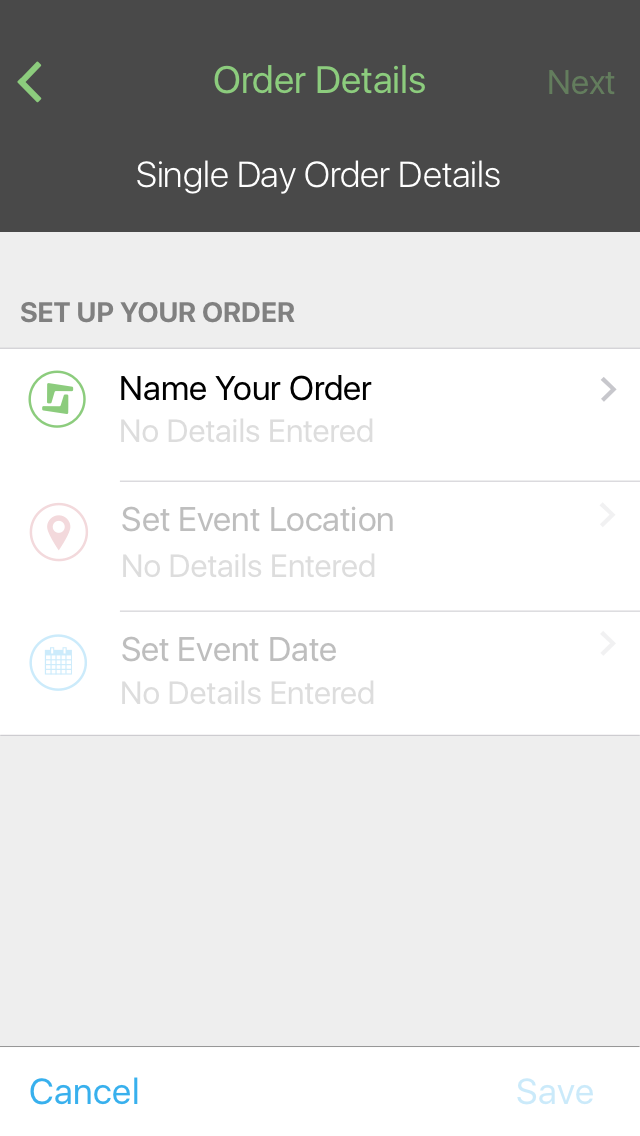 Order Details
Next
Single Day Order Details
SET UP YOUR ORDER
Name Your Order
No Details Entered
Set Event Location
No Details Entered
Set Event Date
No Details Entered
Cancel
Save